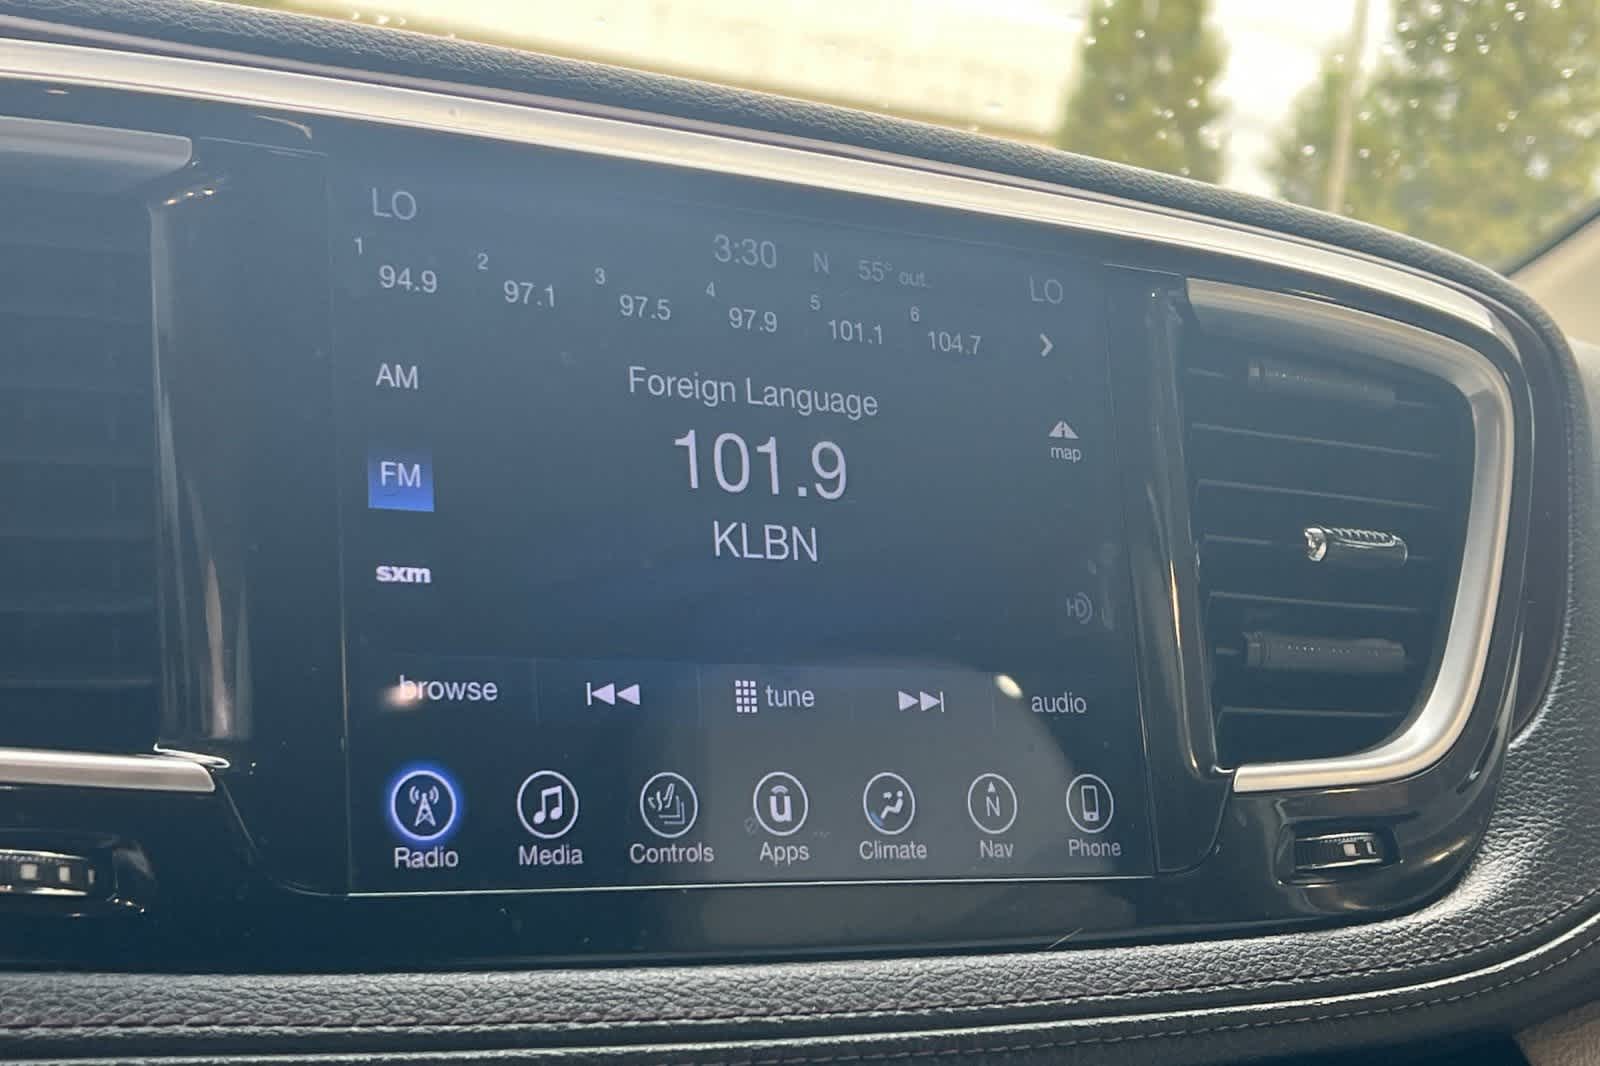 LO
3:30 N 55° out.
LO
1 94.9 2 97.1 3 97.5 4 97.9 5 101.1 6 104.7
AM
Foreign Language
map
FM
101.9
KLBN
sxm
HD
browse
tune
audio
N
Radio Media Controls Apps Climate Nav Phone